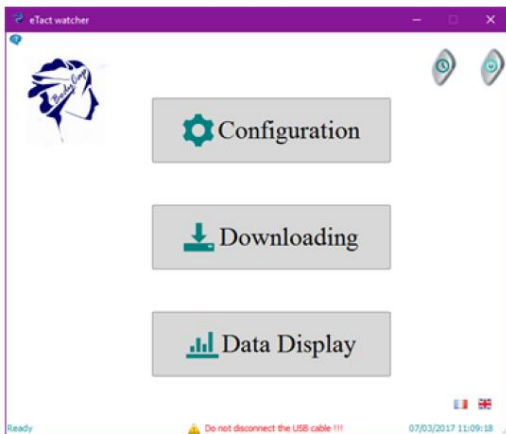 eTact watcher
Configuration
Downloading
Data Display
Ready
Do not disconnect the USB cable !!!
07/03/2017 11:09:18